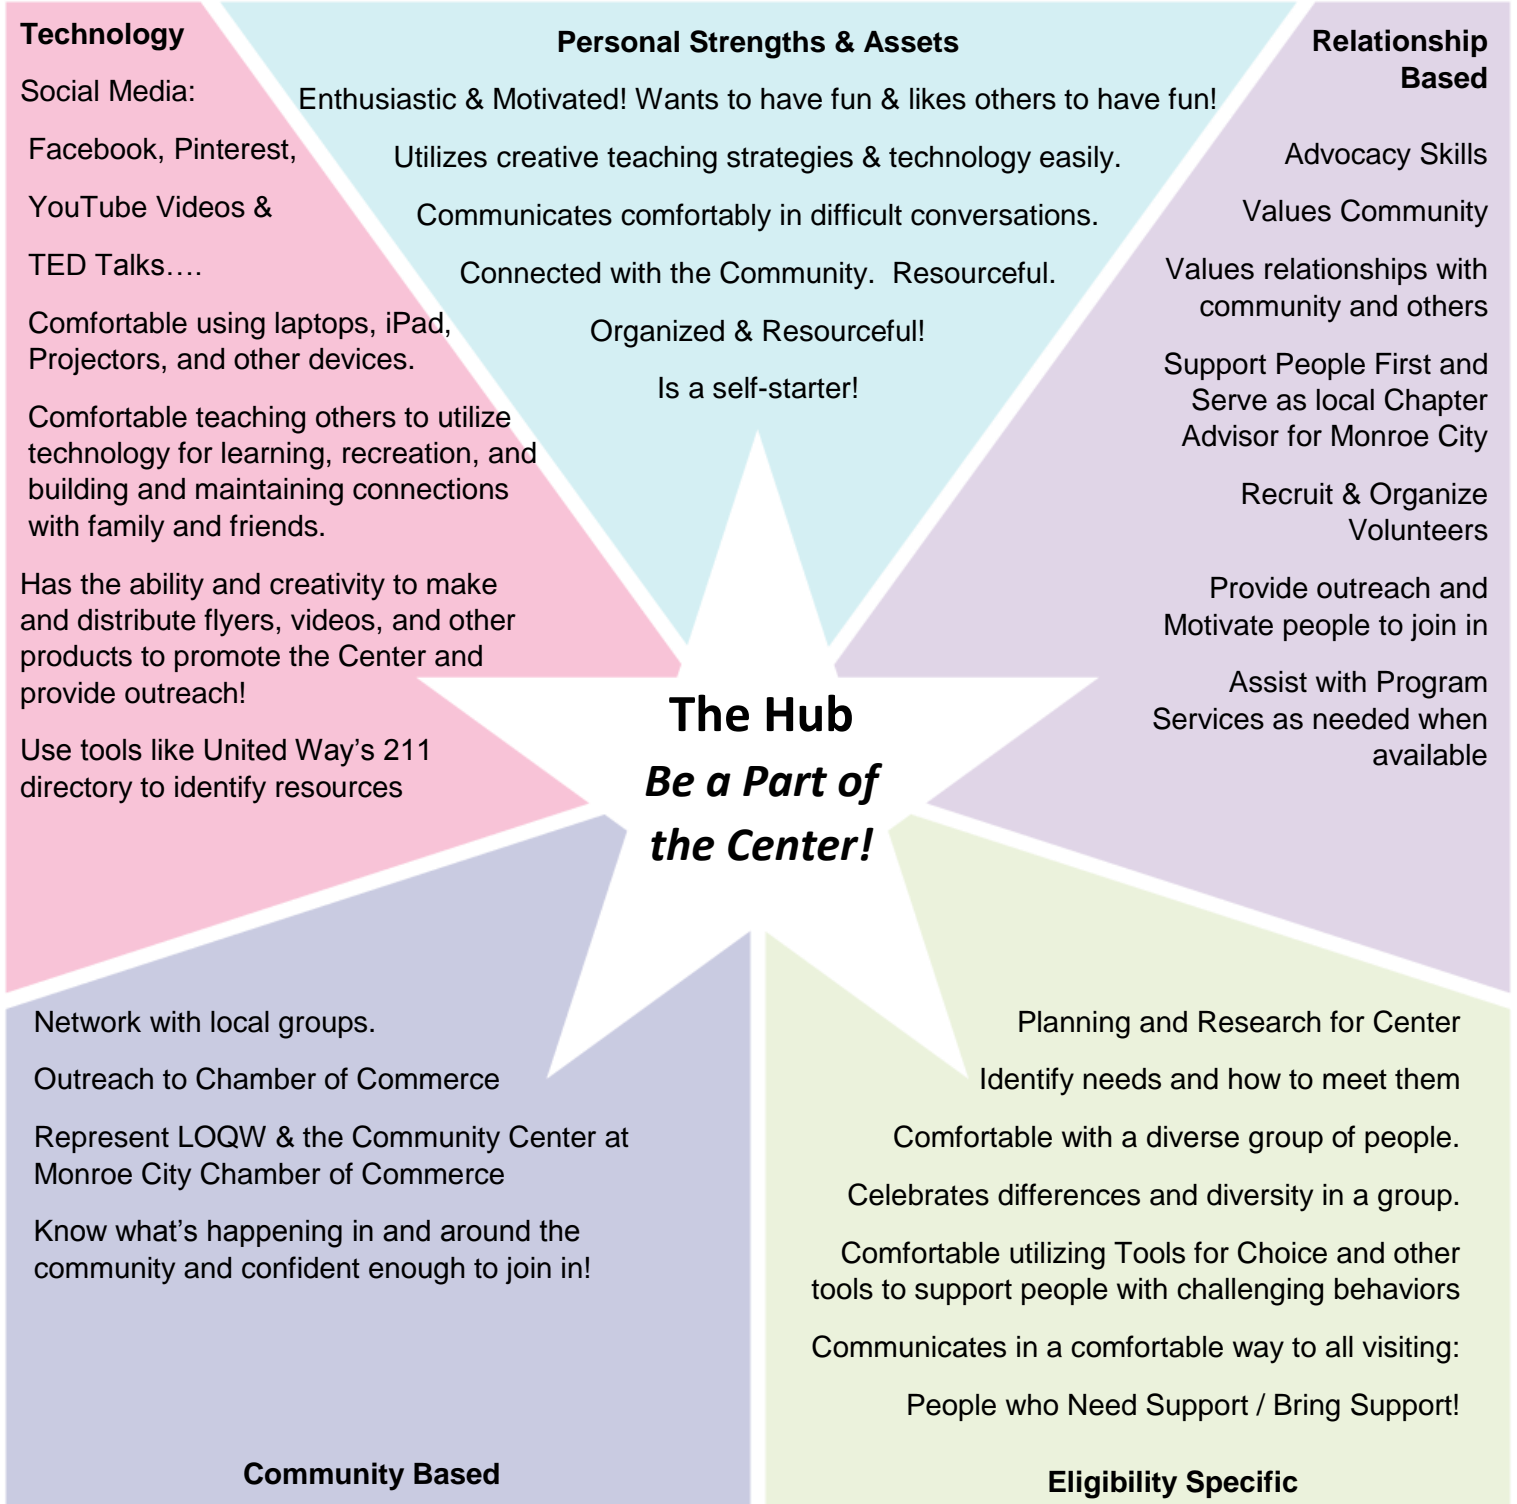 Technology
Social Media:
Facebook, Pinterest,
YouTube Videos &
TED Talks….
Comfortable using laptops, iPad,
Projectors, and other devices.
Comfortable teaching others to utilize
technology for learning, recreation, and
building and maintaining connections
with family and friends.
Has the ability and creativity to make
and distribute flyers, videos, and other
products to promote the Center and
provide outreach!
Use tools like United Way’s 211
directory to identify resources
Personal Strengths & Assets
Enthusiastic & Motivated! Wants to have fun & likes others to have fun!
Utilizes creative teaching strategies & technology easily.
Communicates comfortably in difficult conversations.
Connected with the Community.  Resourceful.
Organized & Resourceful!
Is a self-starter!
Relationship
Based
Advocacy Skills
Values Community
Values relationships with
community and others
Support People First and
Serve as local Chapter
Advisor for Monroe City
Recruit & Organize
Volunteers
Provide outreach and
Motivate people to join in
Assist with Program
Services as needed when
available
The Hub
Be a Part of
the Center!
Network with local groups.
Outreach to Chamber of Commerce
Represent LOQW & the Community Center at
Monroe City Chamber of Commerce
Know what’s happening in and around the
community and confident enough to join in!
Community Based
Planning and Research for Center
Identify needs and how to meet them
Comfortable with a diverse group of people.
Celebrates differences and diversity in a group.
Comfortable utilizing Tools for Choice and other
tools to support people with challenging behaviors
Communicates in a comfortable way to all visiting:
People who Need Support / Bring Support!
Eligibility Specific